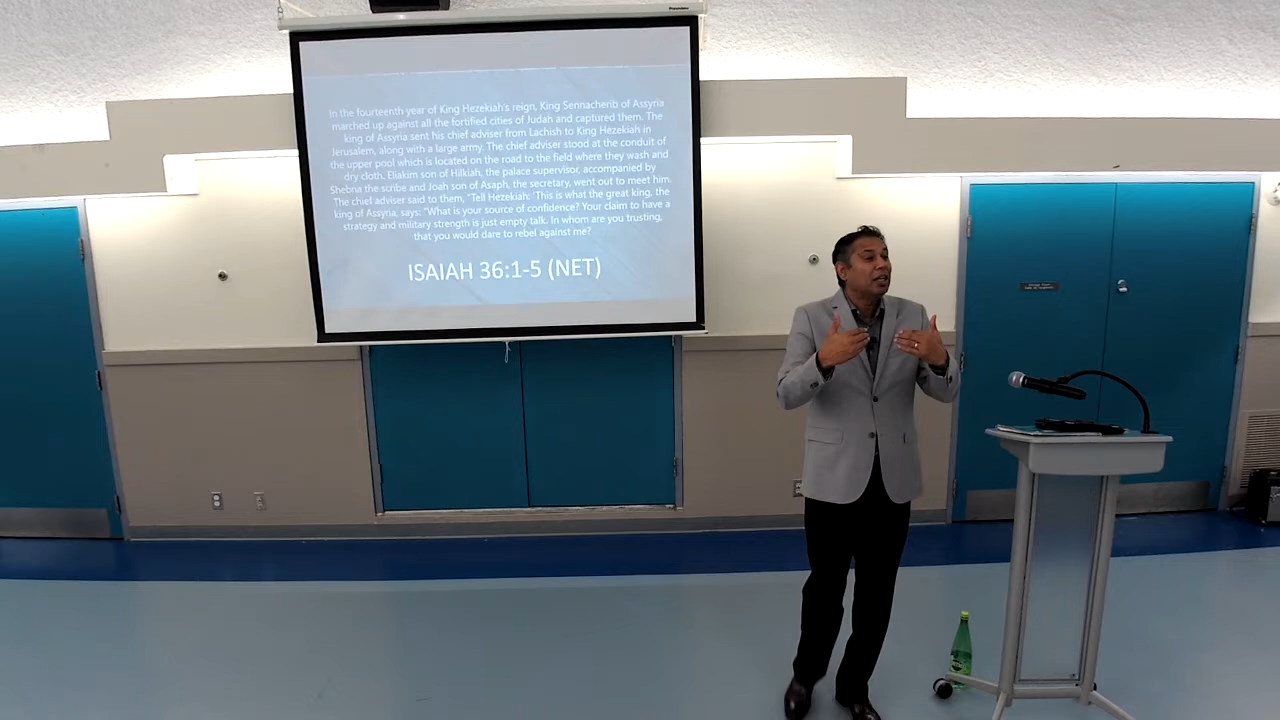 In the fourteenth year of King Hezekiah's reign, King Sennacherib of Assyria
marched up against all the fortified cities of Judah and captured them. The
king of Assyria sent his chief adviser from Lachish to King Hezekiah in
Jerusalem, along with a large army. The chief adviser stood at the conduit of
the upper pool which is located on the road to the field where they wash and
dry cloth. Eliakim son of Hilkiah, the palace supervisor, accompanied by
Shebna the scribe and Joah son of Asaph, the secretary, went out to meet him.
The chief adviser said to them, "Tell Hezekiah: 'This is what the great king, the
king of Assyria, says: "What is your source of confidence? Your claim to have a
strategy and military strength is just empty talk. In whom are you trusting,
that you would dare to rebel against me?
ISAIAH 36:1-5 (NET)